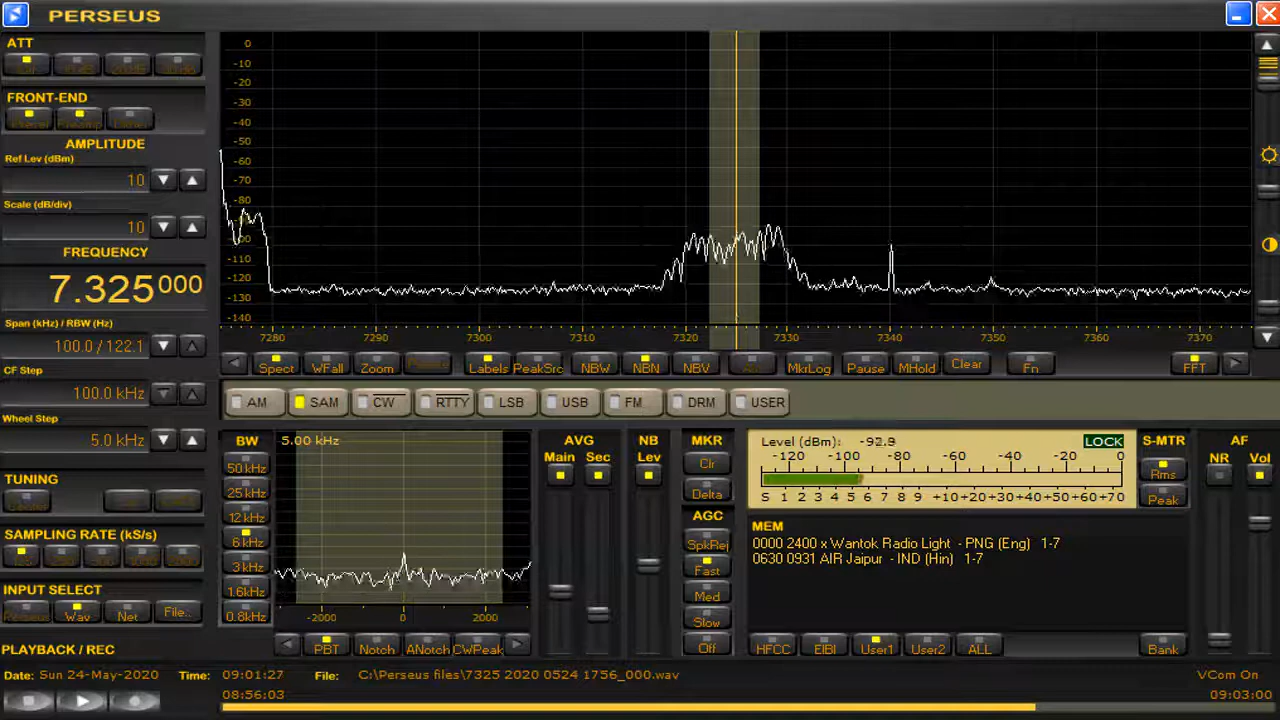 PERSEUS
ATT
FRONT-END
AMPLITUDE
Ref Lev (dBm)
10
Scale (dB/div)
10
FREQUENCY
7.325000
Span (kHz) / RBW (Hz)
100.0 / 122.1
CF Step
100.0 kHz
Wheel Step
5.0 kHz
TUNING
SAMPLING RATE (kS/s)
INPUT SELECT
Wav Net File..
PLAYBACK / REC
0
-10
-20
-30
-40
-50
-60
-70
-80
-90
-100
-110
-120
-130
-140
7280 7290 7300 7310 7320 7330 7340 7350 7360 7370
Spect WFall Zoom Labels PeakSrc NBW NBN NBV MkrLog Pause MHold Clear Fn FFT
AM SAM CW RTTY LSB USB FM DRM USER
BW
50 kHz
25 kHz
12 kHz
6 kHz
3 kHz
1.6kHz
0.8kHz
5.00 kHz
-2000 0 2000
PBT Notch ANotch CWPeak
AVG
Main Sec
NB
Lev
MKR
Clr
Delta
AGC
SpkRej
Fast
Med
Slow
Off
Level (dBm): -92.9 LOCK
-120 -100 -80 -60 -40 -20 0
S 1 2 3 4 5 6 7 8 9 +10 +20 +30 +40 +50 +60 +70
S-MTR
Rms
Peak
AF
NR Vol
MEM
0000 2400 x Wantok Radio Light - PNG (Eng) 1-7
0630 0931 AIR Jaipur - IND (Hin) 1-7
HFCC EIBI User1 User2 ALL Bank
Date: Sun 24-May-2020 Time: 09:01:27 File: C:\Perseus files\7325 2020 0524 1756_000.wav VCom On
08:56:03 09:03:00